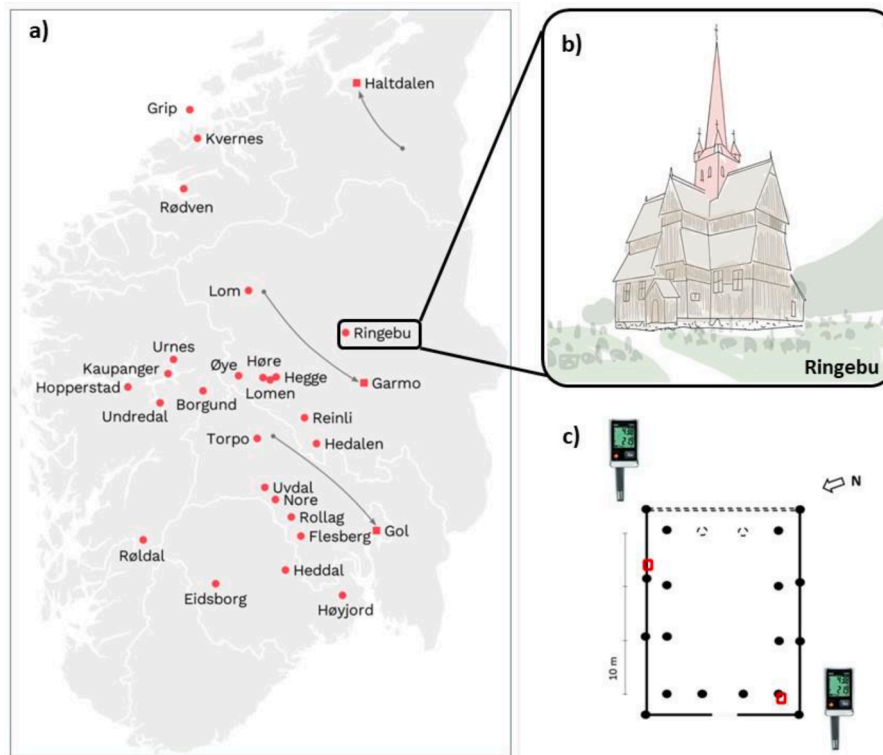 a)
Haltdalen
Grip
Kvernes
Rødven
Lom
Ringebu
Urnes
Kaupanger
Øye
Høre
Hegge
Garmo
Hopperstad
Lomen
Undredal
Borgund
Reinli
Torpo
Hedalen
Uvdal
Nore
Rollag
Gol
Flesberg
Røldal
Heddal
Eidsborg
Høyjord
b)
Ringebu
c)
N
10 m